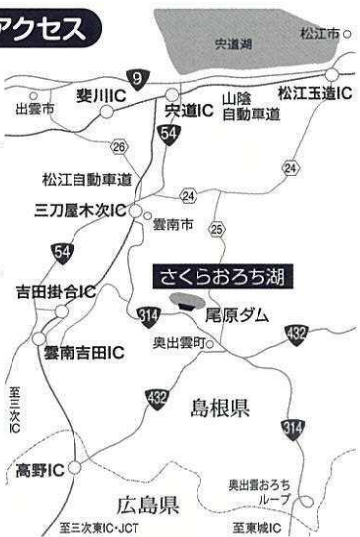 アクセス
宍道湖
松江市
9
斐川IC
出雲市
宍道IC
山陰
自動車道
松江玉造IC
54
26
24
松江自動車道
三刀屋木次IC
24
雲南市
25
54
さくらおろち湖
吉田掛合IC
314
尾原ダム
奥出雲町
432
雲南吉田IC
至三次IC
432
島根県
314
高野IC
奥出雲おろち
ループ
広島県
至三次東IC・JCT
至東城IC